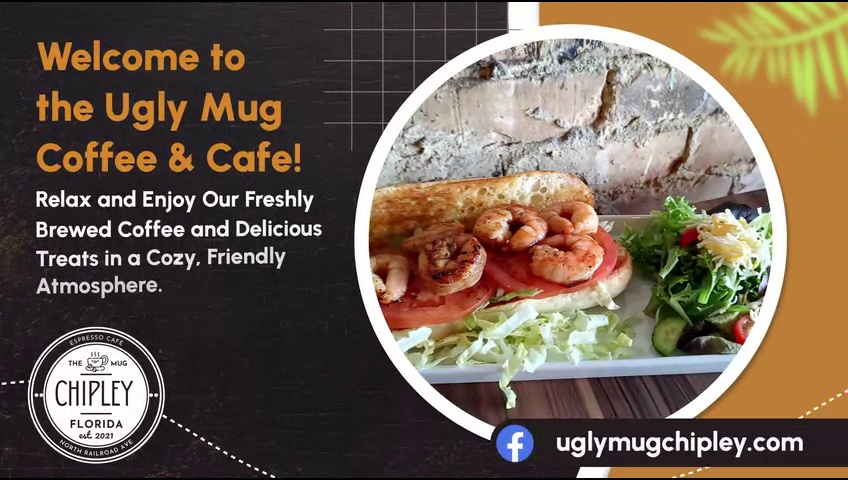 Welcome to
the Ugly Mug
Coffee & Cafe!
Relax and Enjoy Our Freshly
Brewed Coffee and Delicious
Treats in a Cozy, Friendly
Atmosphere.
ESPRESSO CAFE
THE MUG
CHIPLEY
FLORIDA
est. 2021
NORTH RAILROAD AVE
uglymugchipley.com